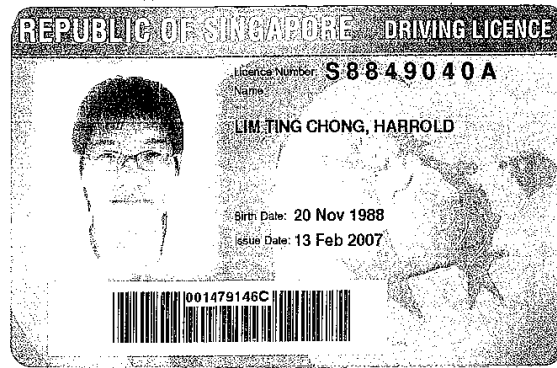 REPUBLIC OF SINGAPORE DRIVING LICENCE
Licence Number: S8849040A
Name:
LIM TING CHONG, HARROLD
Birth Date: 20 Nov 1988
Issue Date: 13 Feb 2007
001479146C